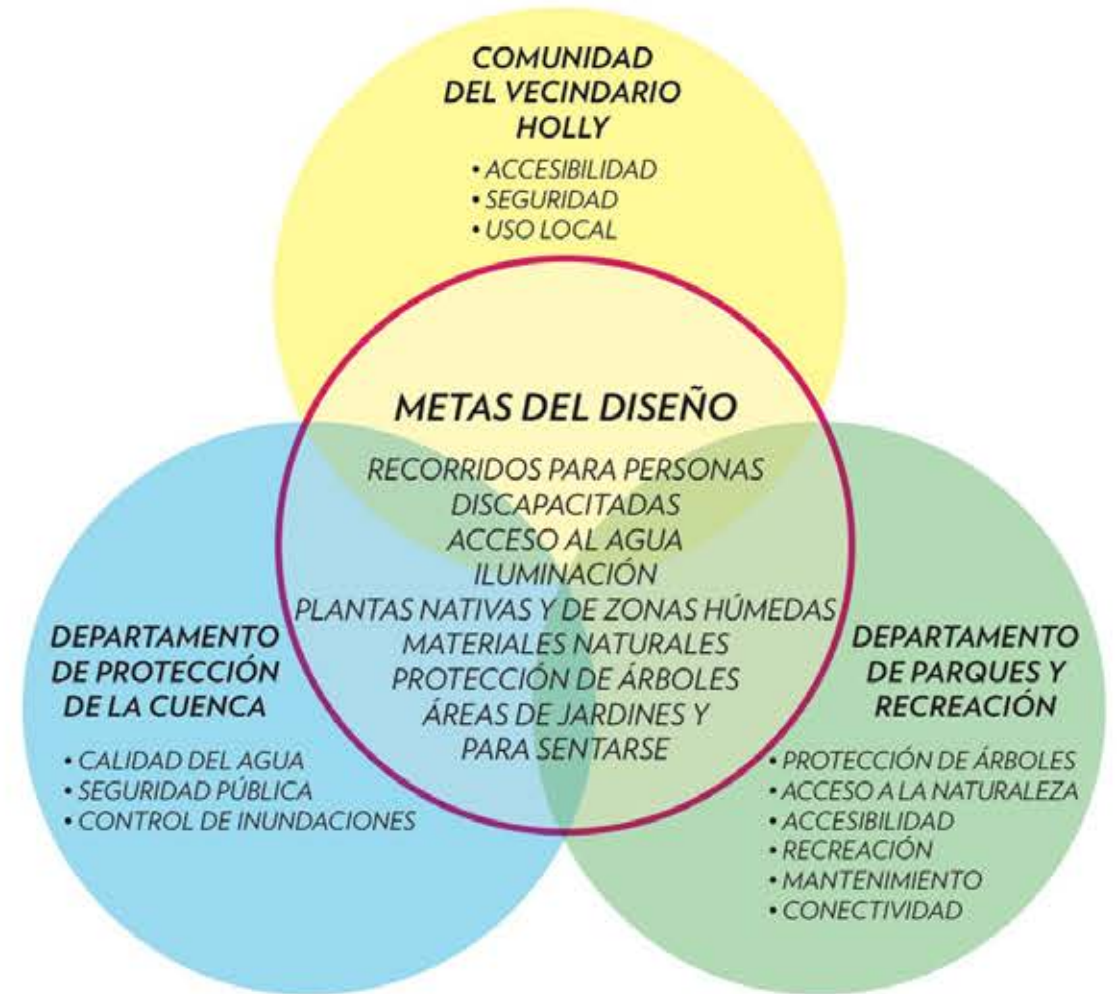 COMUNIDAD
DEL VECINDARIO
HOLLY
• ACCESIBILIDAD
• SEGURIDAD
• USO LOCAL
METAS DEL DISEÑO
RECORRIDOS PARA PERSONAS
DISCAPACITADAS
ACCESO AL AGUA
ILUMINACIÓN
PLANTAS NATIVAS Y DE ZONAS HÚMEDAS
MATERIALES NATURALES
PROTECCIÓN DE ÁRBOLES
ÁREAS DE JARDINES Y
PARA SENTARSE
DEPARTAMENTO
DE PROTECCIÓN
DE LA CUENCA
• CALIDAD DEL AGUA
• SEGURIDAD PÚBLICA
• CONTROL DE INUNDACIONES
DEPARTAMENTO
DE PARQUES Y
RECREACIÓN
• PROTECCIÓN DE ÁRBOLES
• ACCESO A LA NATURALEZA
• ACCESIBILIDAD
• RECREACIÓN
• MANTENIMIENTO
• CONECTIVIDAD